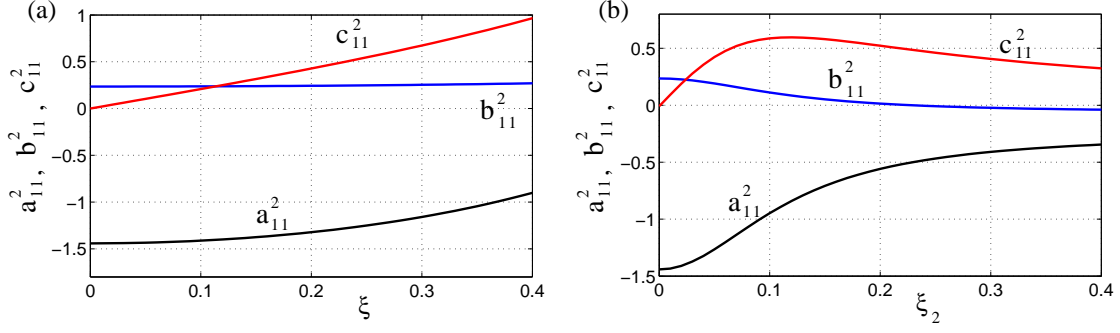 (a)
1
0.5
0
−0.5
−1
−1.5
a²₁₁, b²₁₁, c²₁₁
c²₁₁
b²₁₁
a²₁₁
0 0.1 0.2 0.3 0.4
ξ
(b)
0.5
0
−0.5
−1
−1.5
a²₁₁, b²₁₁, c²₁₁
c²₁₁
b²₁₁
a²₁₁
0 0.1 0.2 0.3 0.4
ξ₂